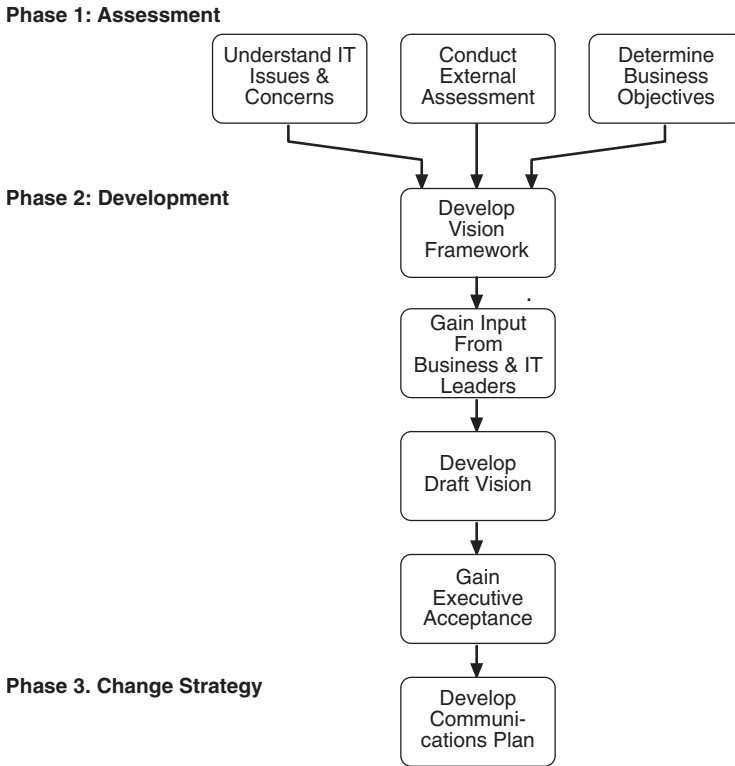 Phase 1: Assessment
Understand IT
Issues &
Concerns
Conduct
External
Assessment
Determine
Business
Objectives
Phase 2: Development
Develop
Vision
Framework
Gain Input
From
Business & IT
Leaders
Develop
Draft Vision
Gain
Executive
Acceptance
Phase 3. Change Strategy
Develop
Communi-
cations Plan